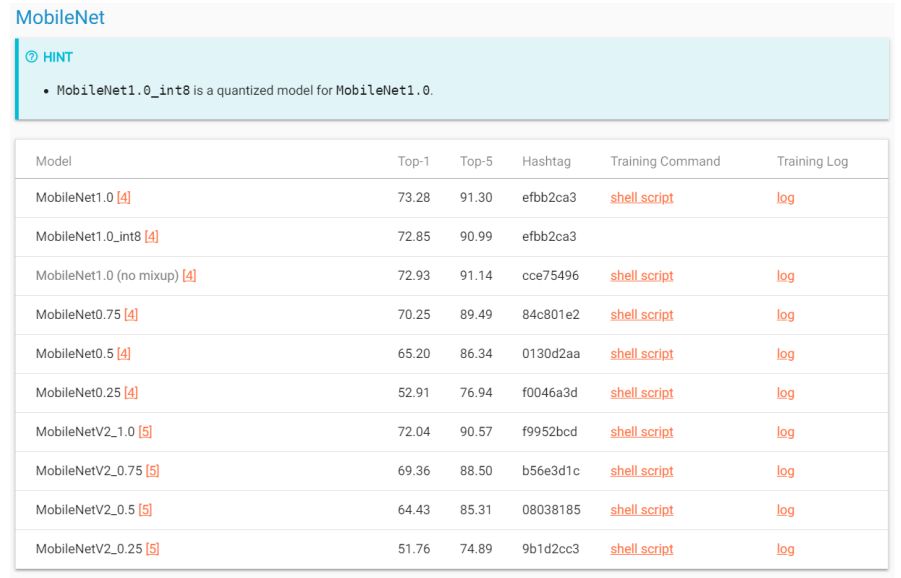 MobileNet
HINT
• MobileNet1.0_int8 is a quantized model for MobileNet1.0.
Model Top-1 Top-5 Hashtag Training Command Training Log
MobileNet1.0 [4] 73.28 91.30 efbb2ca3 shell script log
MobileNet1.0_int8 [4] 72.85 90.99 efbb2ca3
MobileNet1.0 (no mixup) [4] 72.93 91.14 cce75496 shell script log
MobileNet0.75 [4] 70.25 89.49 84c801e2 shell script log
MobileNet0.5 [4] 65.20 86.34 0130d2aa shell script log
MobileNet0.25 [4] 52.91 76.94 f0046a3d shell script log
MobileNetV2_1.0 [5] 72.04 90.57 f9952bcd shell script log
MobileNetV2_0.75 [5] 69.36 88.50 b56e3d1c shell script log
MobileNetV2_0.5 [5] 64.43 85.31 08038185 shell script log
MobileNetV2_0.25 [5] 51.76 74.89 9b1d2cc3 shell script log